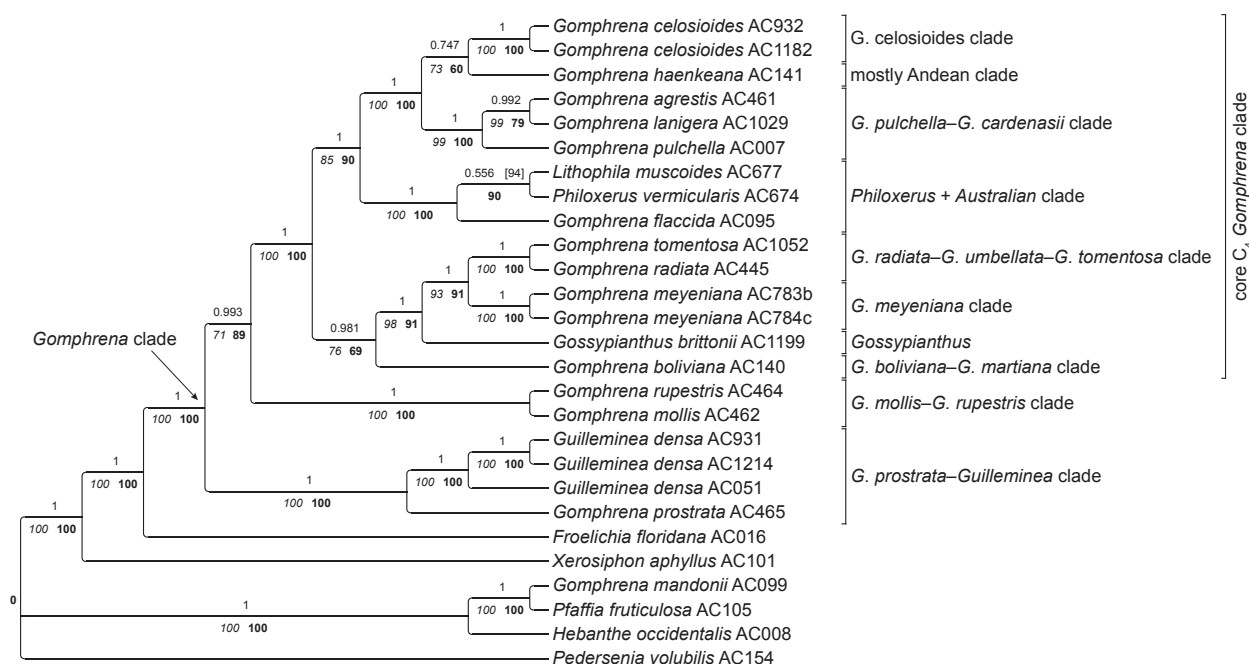 1
Gomphrena celosioides AC932
100 100
Gomphrena celosioides AC1182
G. celosioides clade
0.747
73 60
Gomphrena haenkeana AC141
mostly Andean clade
1
100 100
0.992
Gomphrena agrestis AC461
99 79
Gomphrena lanigera AC1029
1
99 100
Gomphrena pulchella AC007
G. pulchella–G. cardenasii clade
1
85 90
0.556 [94]
90
Lithophila muscoides AC677
Philoxerus vermicularis AC674
1
100 100
Gomphrena flaccida AC095
Philoxerus + Australian clade
1
100 100
1
Gomphrena tomentosa AC1052
100 100
Gomphrena radiata AC445
G. radiata–G. umbellata–G. tomentosa clade
1
93 91
1
Gomphrena meyeniana AC783b
100 100
Gomphrena meyeniana AC784c
G. meyeniana clade
1
98 91
Gossypianthus brittonii AC1199
Gossypianthus
0.981
76 69
Gomphrena boliviana AC140
G. boliviana–G. martiana clade
core C4 Gomphrena clade
0.993
71 89
Gomphrena clade
1
100 100
Gomphrena rupestris AC464
Gomphrena mollis AC462
G. mollis–G. rupestris clade
1
100 100
1
Guilleminea densa AC931
100 100
Guilleminea densa AC1214
1
100 100
Guilleminea densa AC051
1
100 100
Gomphrena prostrata AC465
G. prostrata–Guilleminea clade
1
100 100
Froelichia floridana AC016
1
100 100
Xerosiphon aphyllus AC101
0
1
Gomphrena mandonii AC099
100 100
Pfaffia fruticulosa AC105
1
100 100
Hebanthe occidentalis AC008
Pedersenia volubilis AC154